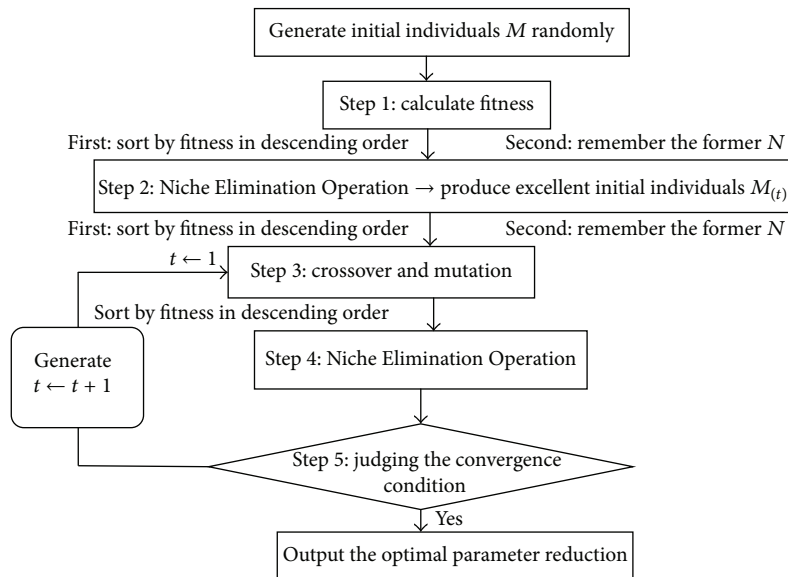 Generate initial individuals M randomly
Step 1: calculate fitness
First: sort by fitness in descending order
Second: remember the former N
Step 2: Niche Elimination Operation → produce excellent initial individuals M(t)
First: sort by fitness in descending order
Second: remember the former N
t ← 1
Step 3: crossover and mutation
Sort by fitness in descending order
Generate
t ← t + 1
Step 4: Niche Elimination Operation
Step 5: judging the convergence
condition
Yes
Output the optimal parameter reduction